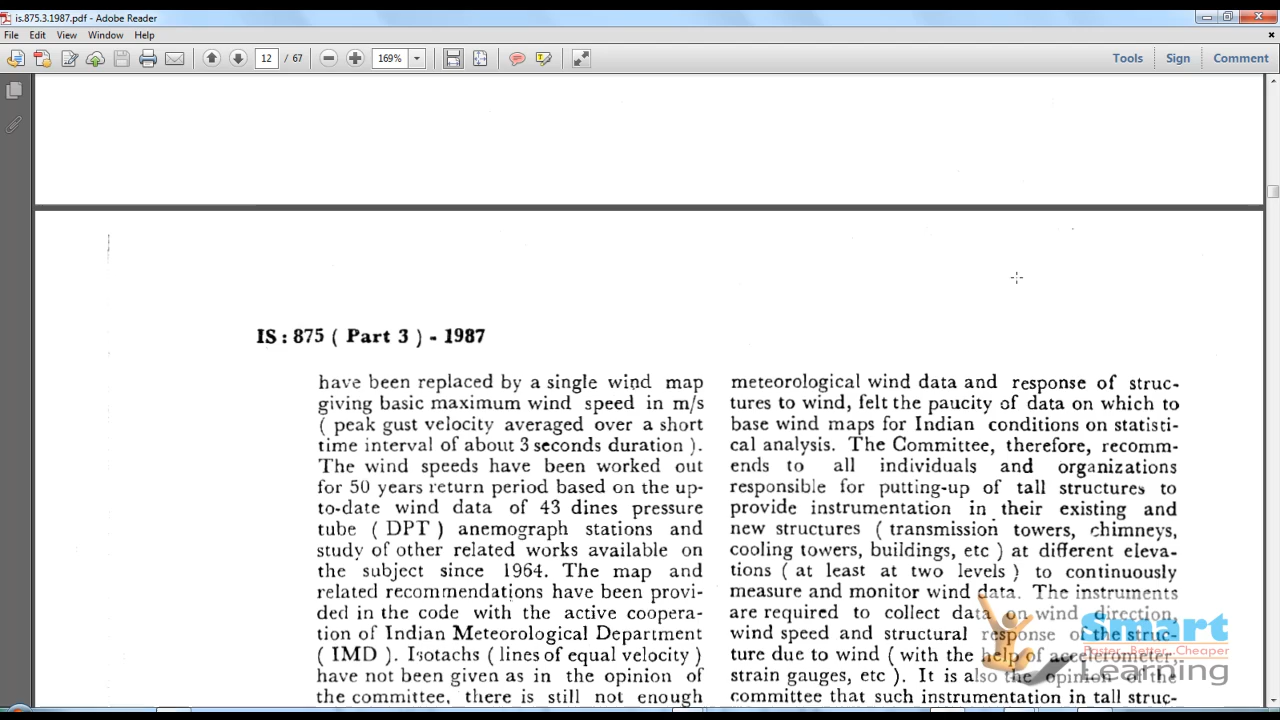 is.875.3.1987.pdf - Adobe Reader
File Edit View Window Help
12 / 67
169%
Tools Sign Comment
IS : 875 ( Part 3 ) - 1987
have been replaced by a single wind map
giving basic maximum wind speed in m/s
( peak gust velocity averaged over a short
time interval of about 3 seconds duration ).
The wind speeds have been worked out
for 50 years return period based on the up-
to-date wind data of 43 dines pressure
tube ( DPT ) anemograph stations and
study of other related works available on
the subject since 1964. The map and
related recommendations have been provi-
ded in the code with the active coopera-
tion of Indian Meteorological Department
( IMD ). Isotachs ( lines of equal velocity )
have not been given as in the opinion of
the committee, there is still not enough
meteorological wind data and response of struc-
tures to wind, felt the paucity of data on which to
base wind maps for Indian conditions on statisti-
cal analysis. The Committee, therefore, recomm-
ends to all individuals and organizations
responsible for putting-up of tall structures to
provide instrumentation in their existing and
new structures ( transmission towers, chimneys,
cooling towers, buildings, etc ) at different eleva-
tions ( at least at two levels ) to continuously
measure and monitor wind data. The instruments
are required to collect data on wind direction,
wind speed and structural response of the struc-
ture due to wind ( with the help of accelerometer,
strain gauges, etc ). It is also the opinion of the
committee that such instrumentation in tall struc-
Smart
Faster.. Better.. Cheaper
Learning